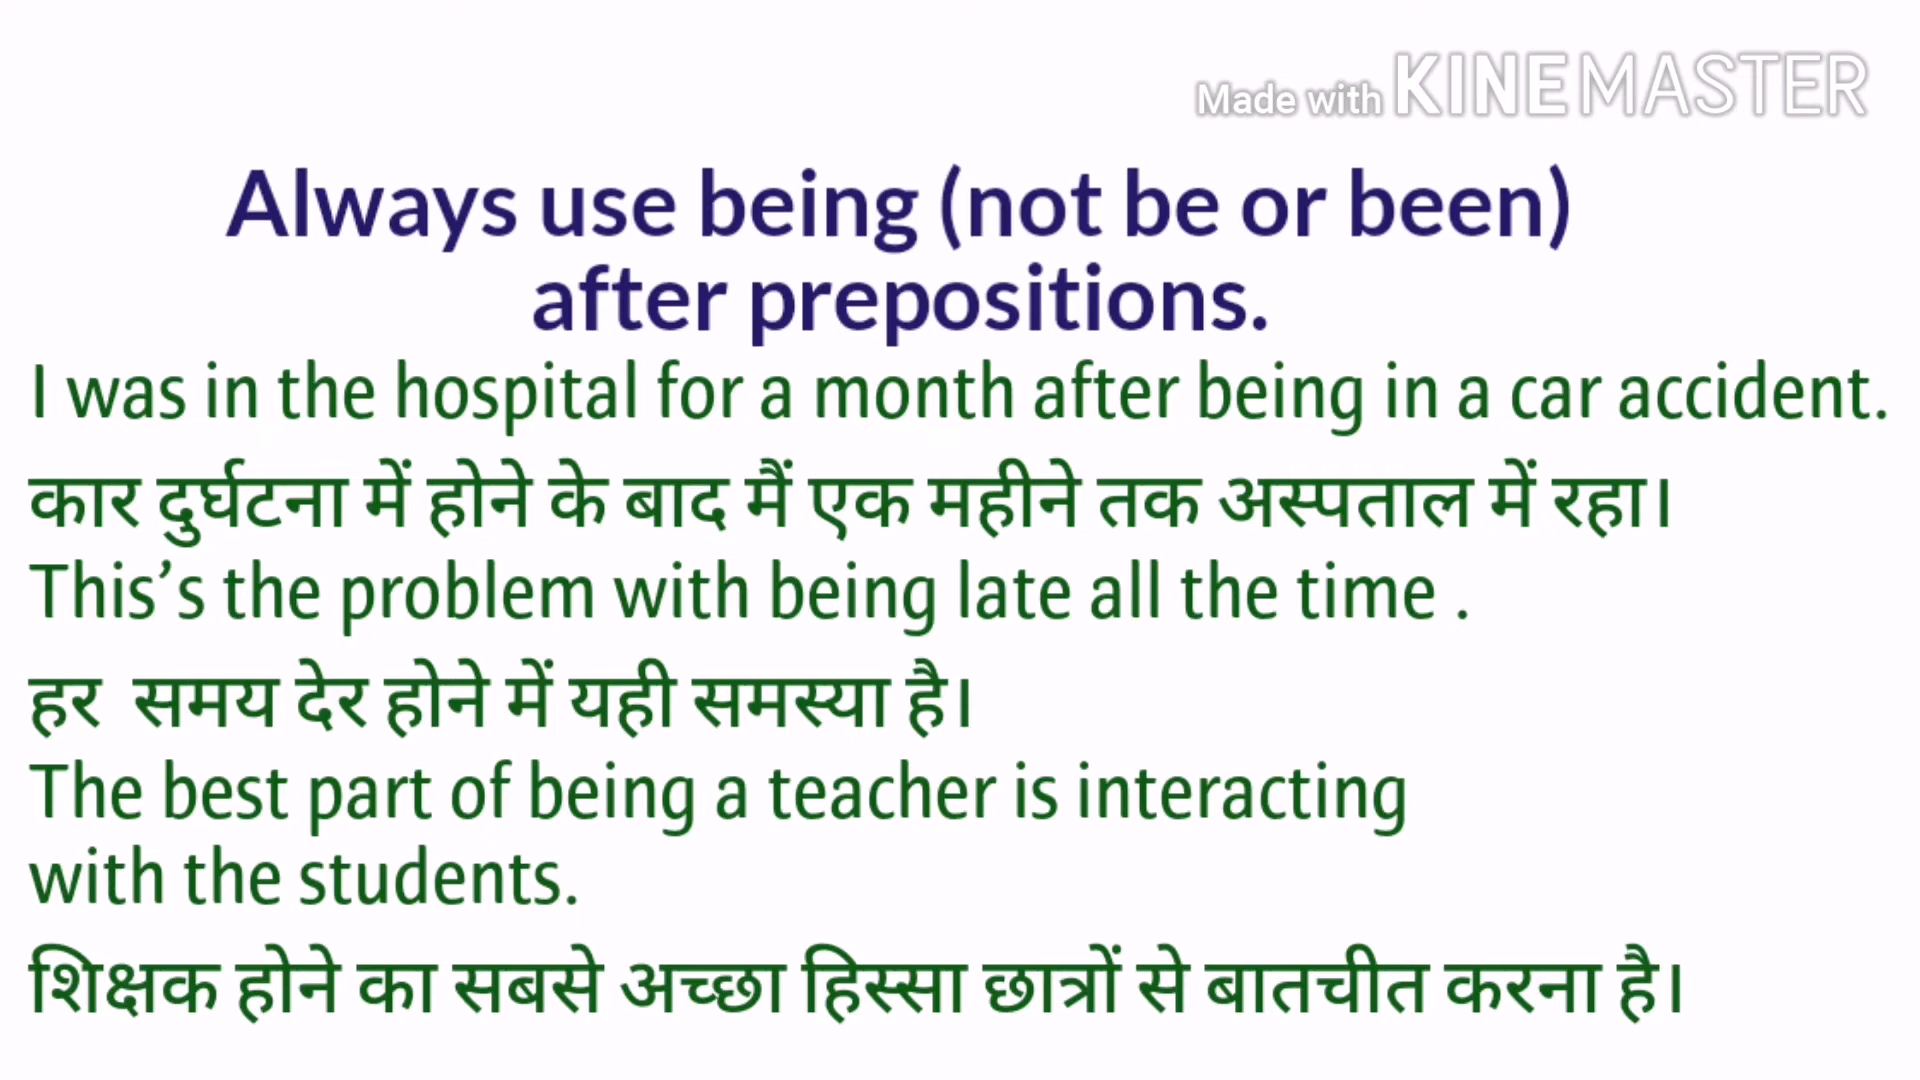 Made with KINEMASTER
Always use being (not be or been)
after prepositions.
I was in the hospital for a month after being in a car accident.
कार दुर्घटना में होने के बाद मैं एक महीने तक अस्पताल में रहा।
This’s the problem with being late all the time .
हर समय देर होने में यही समस्या है।
The best part of being a teacher is interacting
with the students.
शिक्षक होने का सबसे अच्छा हिस्सा छात्रों से बातचीत करना है।